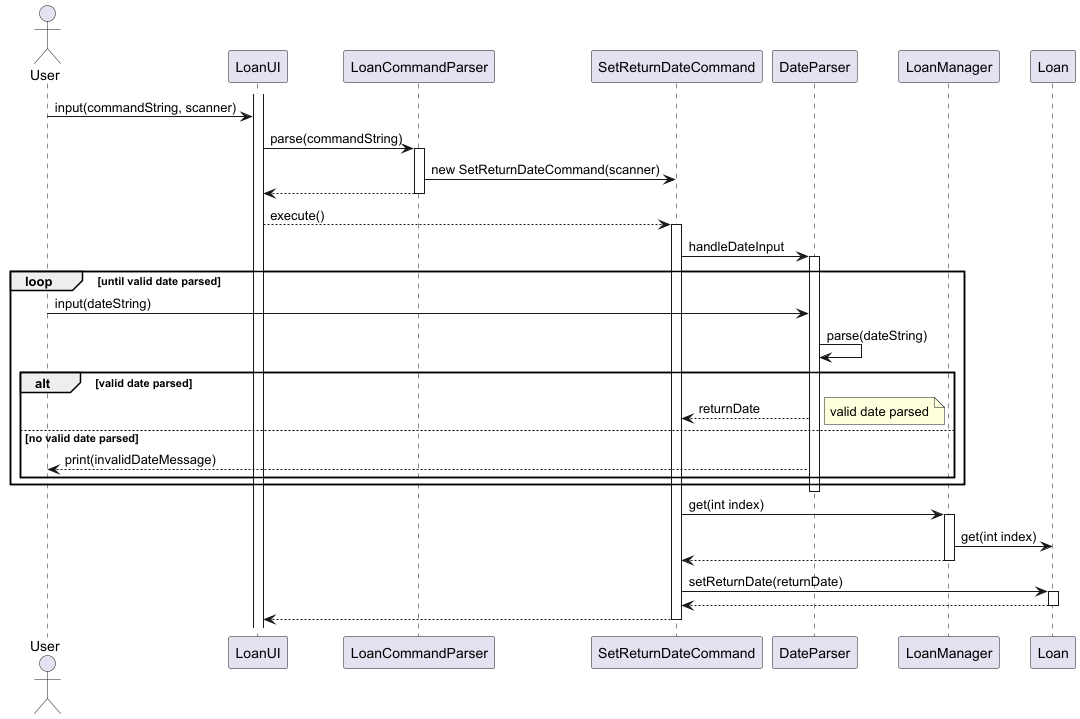 User
LoanUI
LoanCommandParser
SetReturnDateCommand
DateParser
LoanManager
Loan
input(commandString, scanner)
parse(commandString)
new SetReturnDateCommand(scanner)
execute()
handleDateInput
loop
[until valid date parsed]
input(dateString)
parse(dateString)
alt
[valid date parsed]
returnDate
valid date parsed
[no valid date parsed]
print(invalidDateMessage)
get(int index)
get(int index)
setReturnDate(returnDate)
User
LoanUI
LoanCommandParser
SetReturnDateCommand
DateParser
LoanManager
Loan